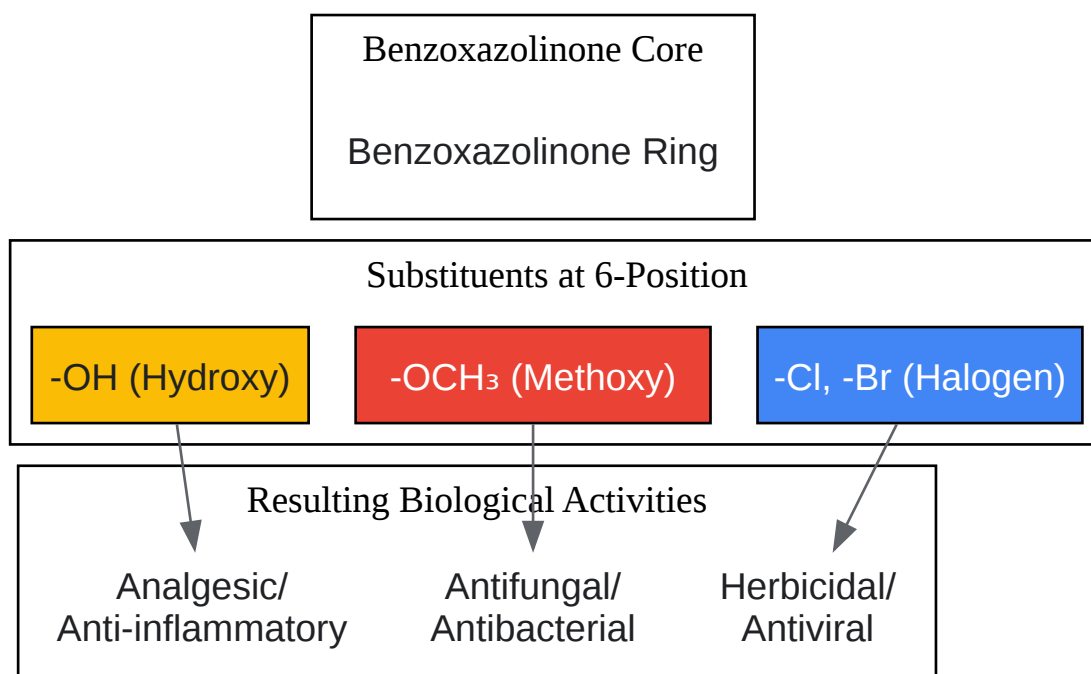 Benzoxazolinone Core
Benzoxazolinone Ring
Substituents at 6-Position
-OH (Hydroxy)
-OCH₃ (Methoxy)
-Cl, -Br (Halogen)
Resulting Biological Activities
Analgesic/
Anti-inflammatory
Antifungal/
Antibacterial
Herbicidal/
Antiviral